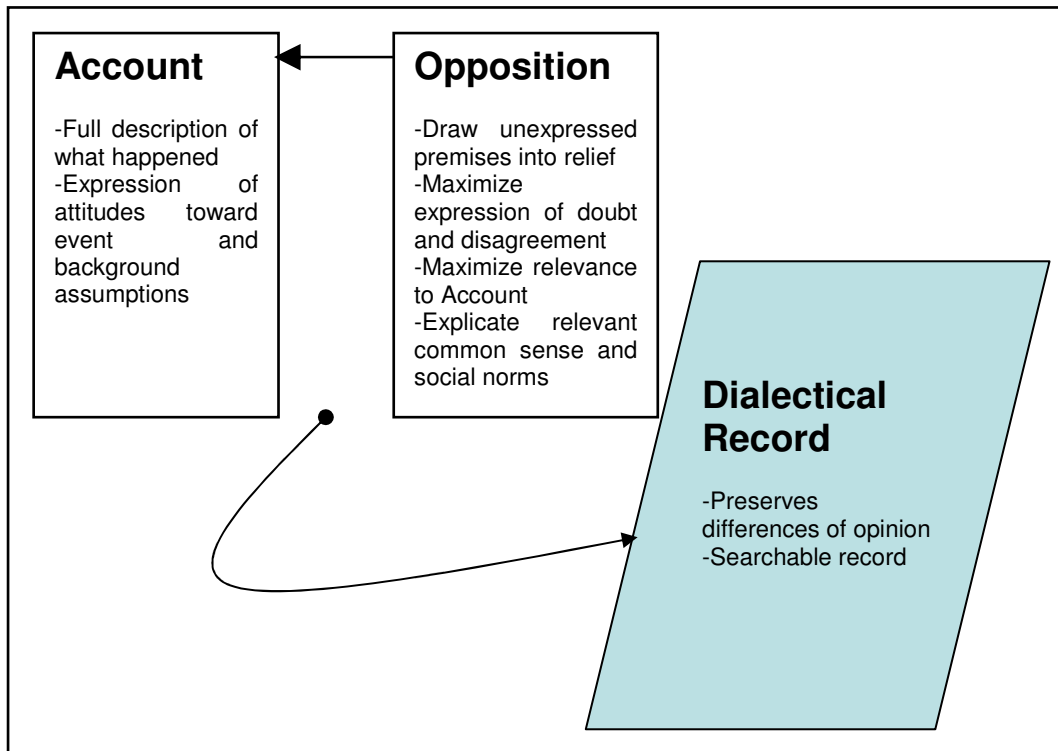 Account
-Full description of
what happened
-Expression of
attitudes toward
event and
background
assumptions
Opposition
-Draw unexpressed
premises into relief
-Maximize
expression of doubt
and disagreement
-Maximize relevance
to Account
-Explicate relevant
common sense and
social norms
Dialectical
Record
-Preserves
differences of opinion
-Searchable record